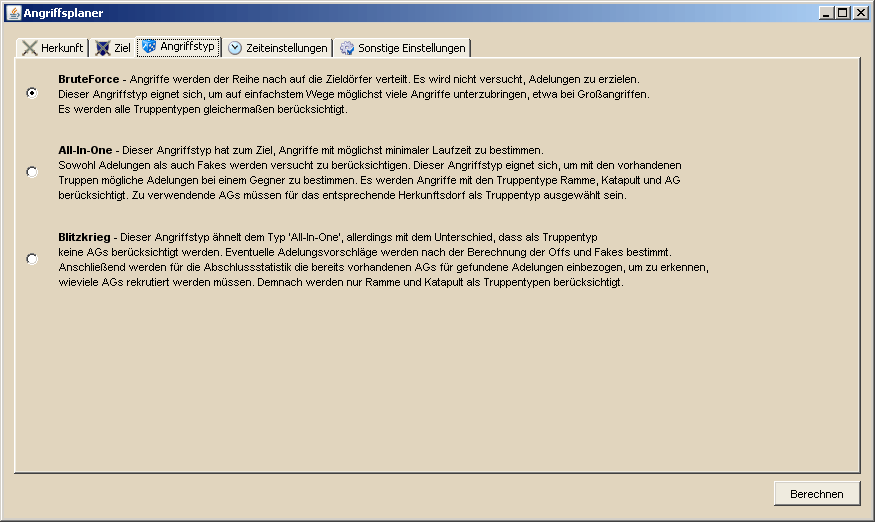 Angriffsplaner
Herkunft Ziel Angriffstyp Zeiteinstellungen Sonstige Einstellungen
BruteForce - Angriffe werden der Reihe nach auf die Zieldörfer verteilt. Es wird nicht versucht, Adelungen zu erzielen.
Dieser Angriffstyp eignet sich, um auf einfachstem Wege möglichst viele Angriffe unterzubringen, etwa bei Großangriffen.
Es werden alle Truppentypen gleichermaßen berücksichtigt.
All-In-One - Dieser Angriffstyp hat zum Ziel, Angriffe mit möglichst minimaler Laufzeit zu bestimmen.
Sowohl Adelungen als auch Fakes werden versucht zu berücksichtigen. Dieser Angriffstyp eignet sich, um mit den vorhandenen
Truppen mögliche Adelungen bei einem Gegner zu bestimmen. Es werden Angriffe mit den Truppentype Ramme, Katapult und AG
berücksichtigt. Zu verwendende AGs müssen für das entsprechende Herkunftsdorf als Truppentyp ausgewählt sein.
Blitzkrieg - Dieser Angriffstyp ähnelt dem Typ 'All-In-One', allerdings mit dem Unterschied, dass als Truppentyp
keine AGs berücksichtigt werden. Eventuelle Adelungsvorschläge werden nach der Berechnung der Offs und Fakes bestimmt.
Anschließend werden für die Abschlussstatistik die bereits vorhandenen AGs für gefundene Adelungen einbezogen, um zu erkennen,
wieviele AGs rekrutiert werden müssen. Demnach werden nur Ramme und Katapult als Truppentypen berücksichtigt.
Berechnen